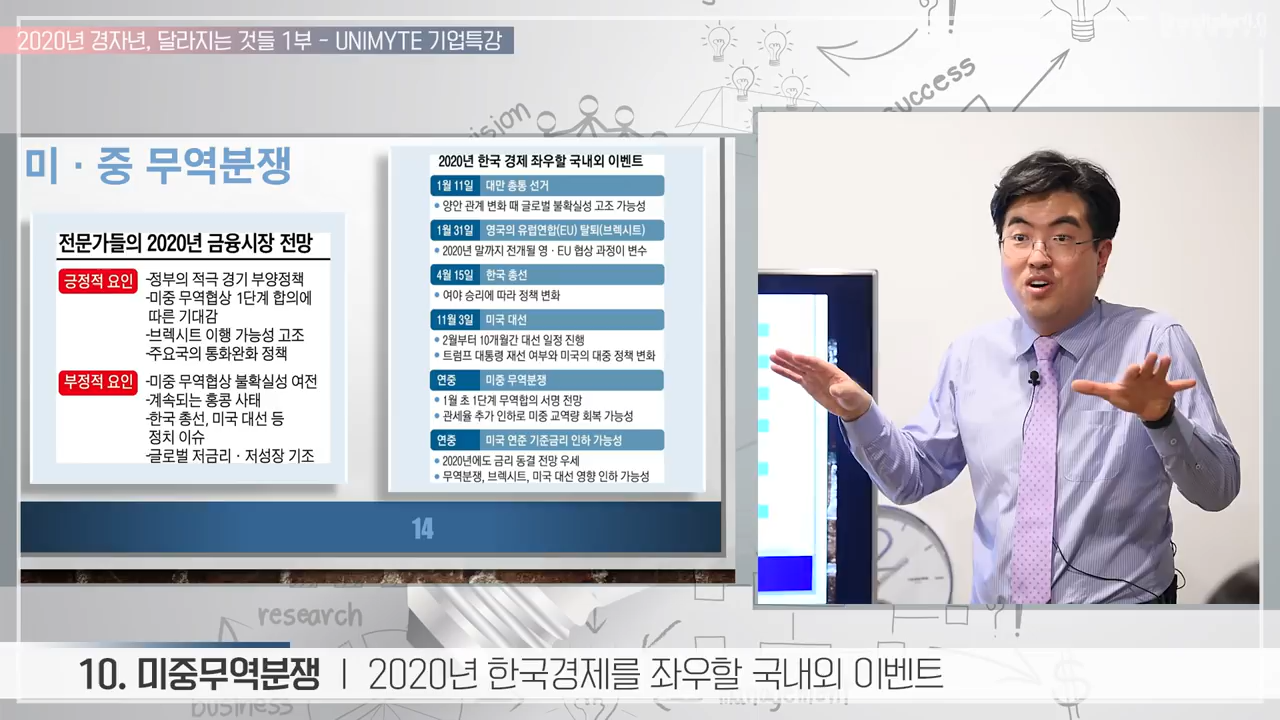 2020년 경자년, 달라지는 것들 1부 - UNIMYTE 기업특강
success
vision
미 · 중 무역분쟁
전문가들의 2020년 금융시장 전망
긍정적 요인
-정부의 적극 경기 부양정책
-미중 무역협상 1단계 합의에
따른 기대감
-브렉시트 이행 가능성 고조
-주요국의 통화완화 정책
부정적 요인
-미중 무역협상 불확실성 여전
-계속되는 홍콩 사태
-한국 총선, 미국 대선 등
정치 이슈
-글로벌 저금리 · 저성장 기조
2020년 한국 경제 좌우할 국내외 이벤트
1월 11일 대만 총통 선거
• 양안 관계 변화 때 글로벌 불확실성 고조 가능성
1월 31일 영국의 유럽연합(EU) 탈퇴(브렉시트)
• 2020년 말까지 전개될 영 · EU 협상 과정이 변수
4월 15일 한국 총선
• 여야 승리에 따라 정책 변화
11월 3일 미국 대선
• 2월부터 10개월간 대선 일정 진행
• 트럼프 대통령 재선 여부와 미국의 대중 정책 변화
연중 미중 무역분쟁
• 1월 초 1단계 무역합의 서명 전망
• 관세율 추가 인하로 미중 교역량 회복 가능성
연중 미국 연준 기준금리 인하 가능성
• 2020년에도 금리 동결 전망 우세
• 무역분쟁, 브렉시트, 미국 대선 영향 인하 가능성
14
research
10. 미중무역분쟁 | 2020년 한국경제를 좌우할 국내외 이벤트
business
management